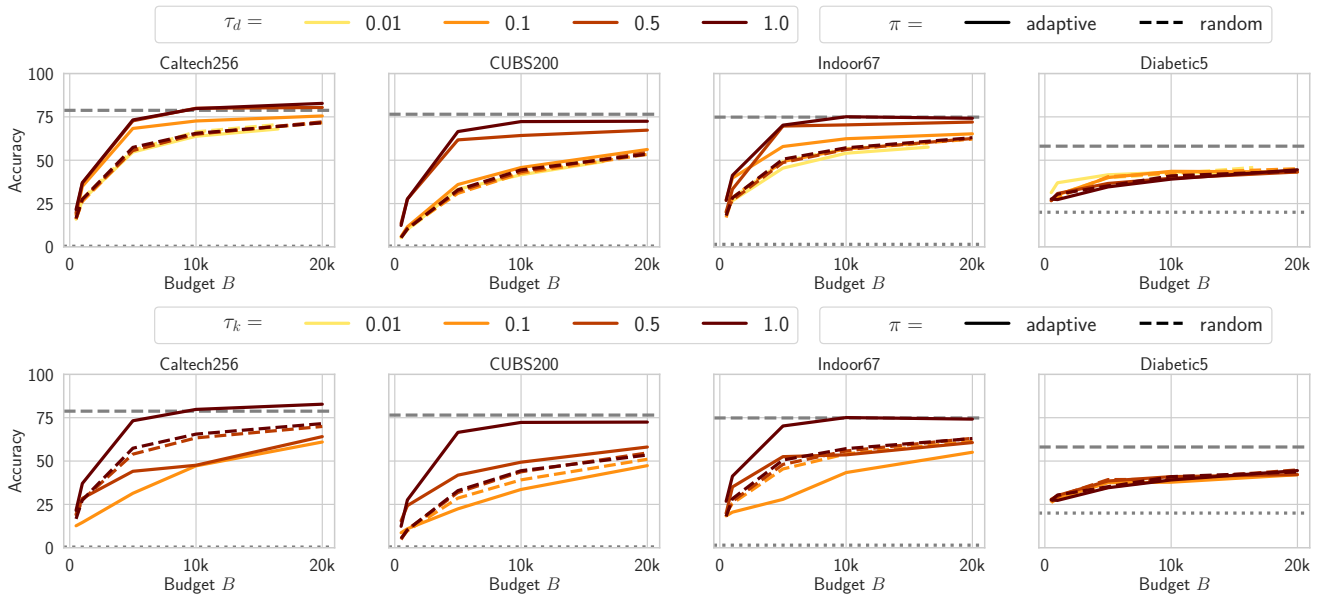 τ_d = 0.01 0.1 0.5 1.0 π = adaptive random
Caltech256 CUBS200 Indoor67 Diabetic5
100
75
50
25
0
Accuracy
0 10k 20k 0 10k 20k 0 10k 20k 0 10k 20k
Budget B Budget B Budget B Budget B
τ_k = 0.01 0.1 0.5 1.0 π = adaptive random
Caltech256 CUBS200 Indoor67 Diabetic5
100
75
50
25
0
Accuracy
0 10k 20k 0 10k 20k 0 10k 20k 0 10k 20k
Budget B Budget B Budget B Budget B